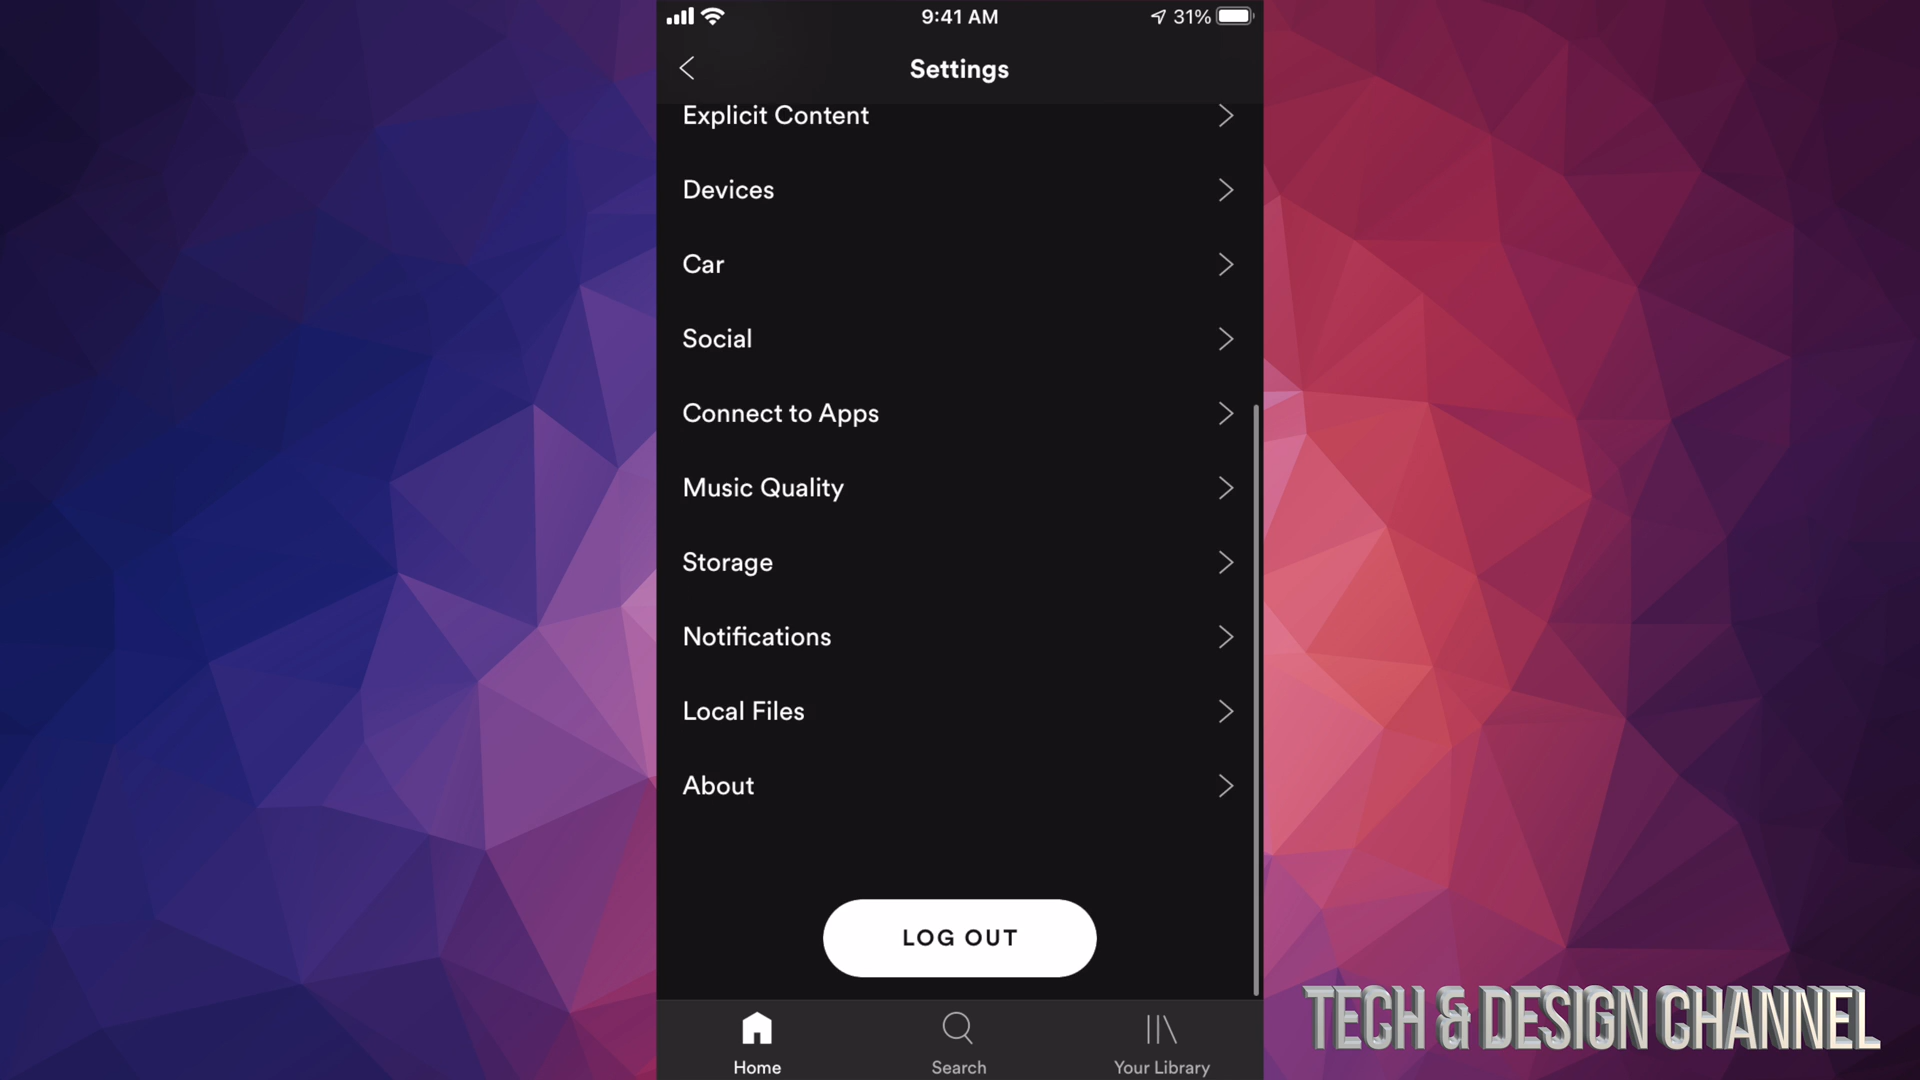 9:41 AM
31%
Settings
Explicit Content
Devices
Car
Social
Connect to Apps
Music Quality
Storage
Notifications
Local Files
About
LOG OUT
Home
Search
Your Library
TECH & DESIGN CHANNEL